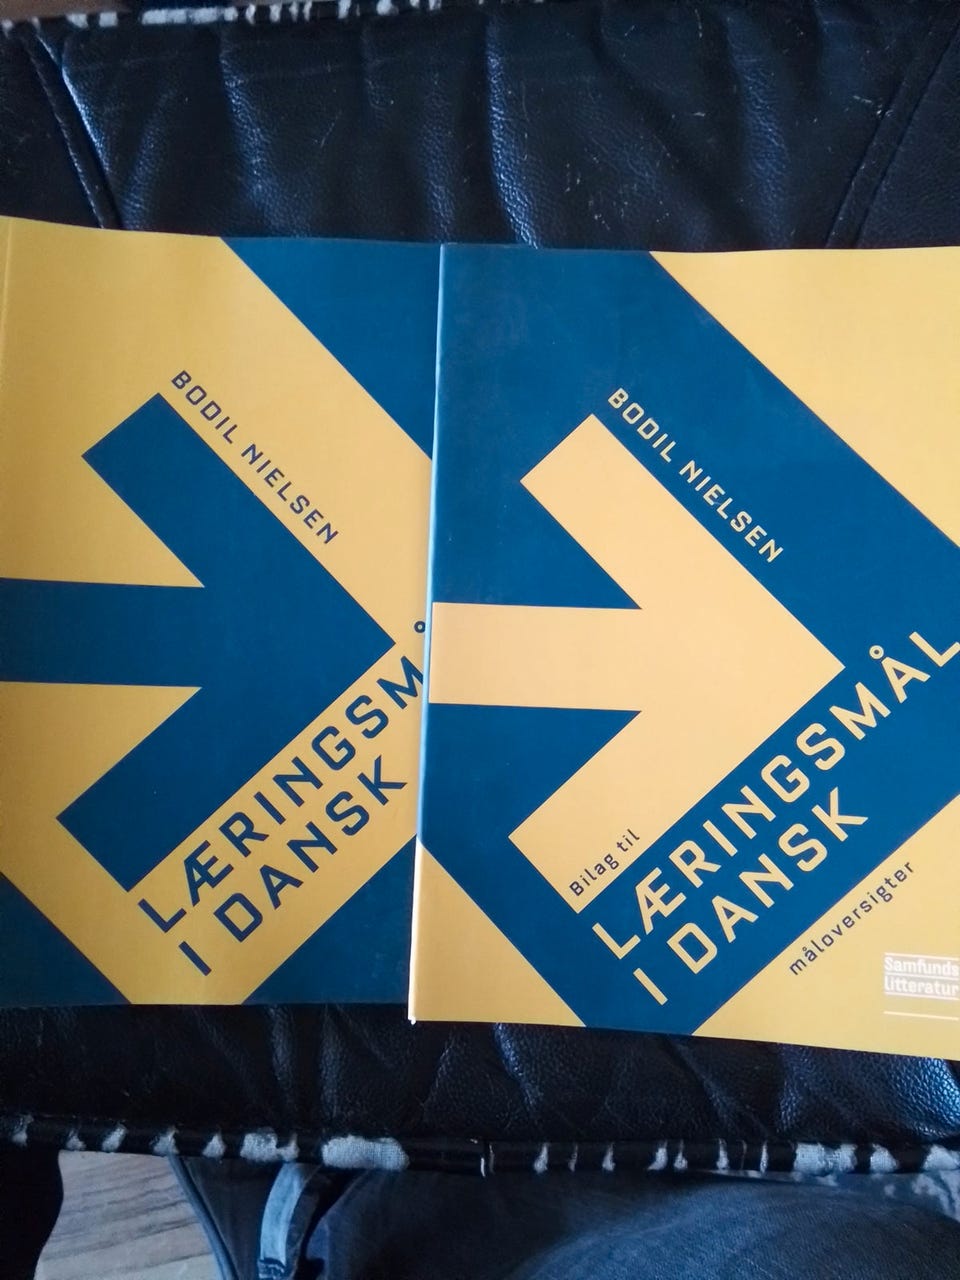 BODIL NIELSEN
LÆRINGSMÅ
I DANSK
BODIL NIELSEN
Bilag til
LÆRINGSMÅL
I DANSK
måloversigter
Samfunds
litteratur